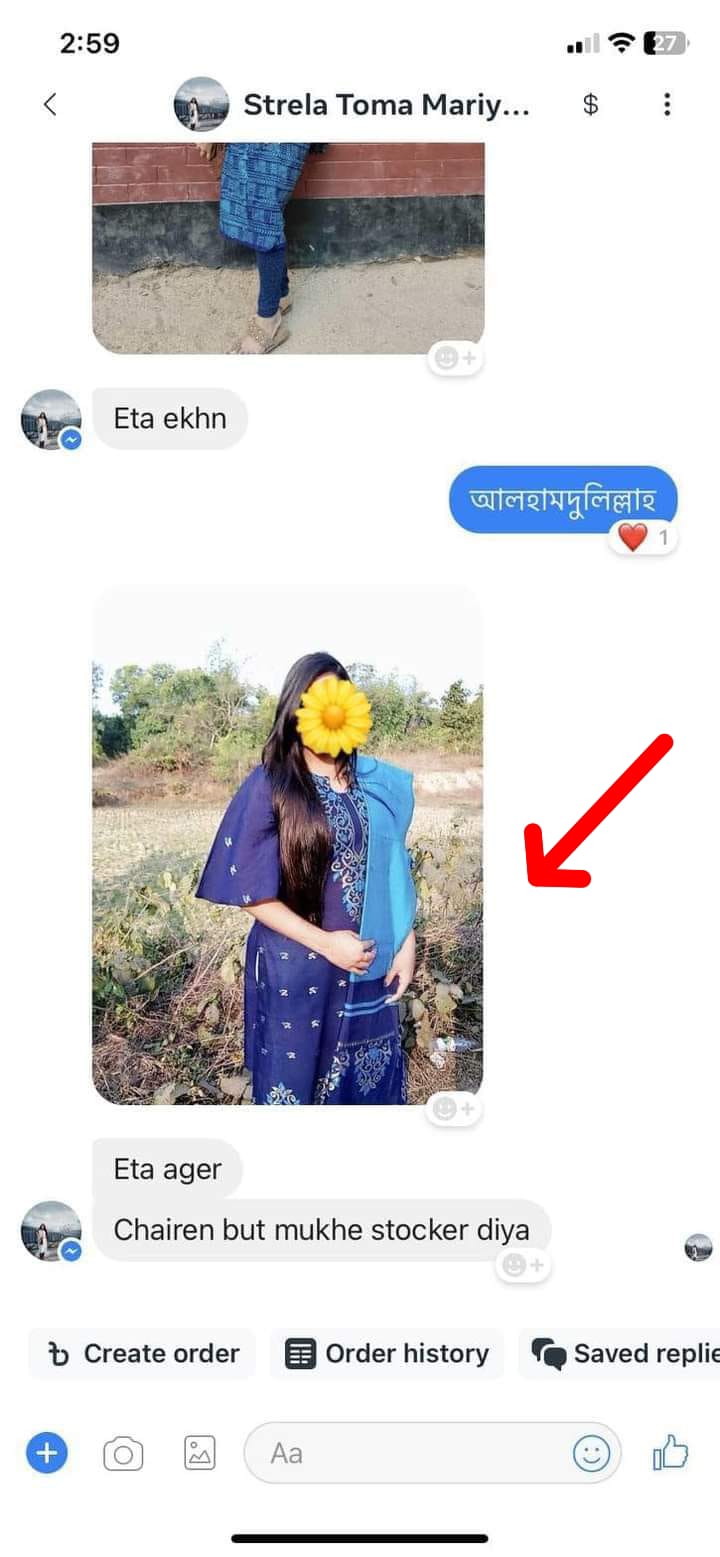 2:59
27
Strela Toma Mariy...
$
Eta ekhn
আলহামদুলিল্লাহ
1
Eta ager
Chairen but mukhe stocker diya
Create order
Order history
Saved replie
Aa